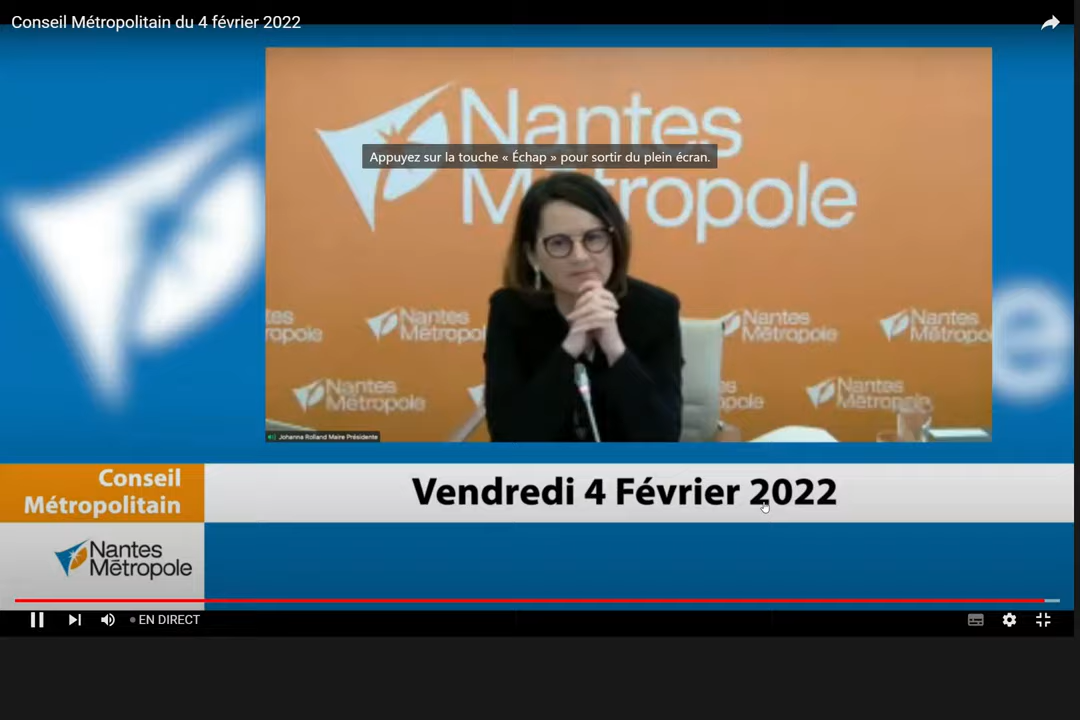 Conseil Métropolitain du 4 février 2022
Nantes
Métropole
Appuyez sur la touche « Échap » pour sortir du plein écran.
Nantes
Métropole
Nantes
Métropole
Nantes
Métropole
Nantes
Métropole
Nantes
Métropole
Johanna Rolland Maire Présidente
Conseil
Métropolitain
Vendredi 4 Février 2022
Nantes
Métropole
EN DIRECT